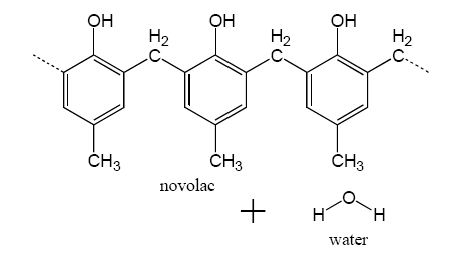 OH OH OH
H2 H2 H2
C C C
CH3 CH3 CH3
novolac
+
O
H H
water